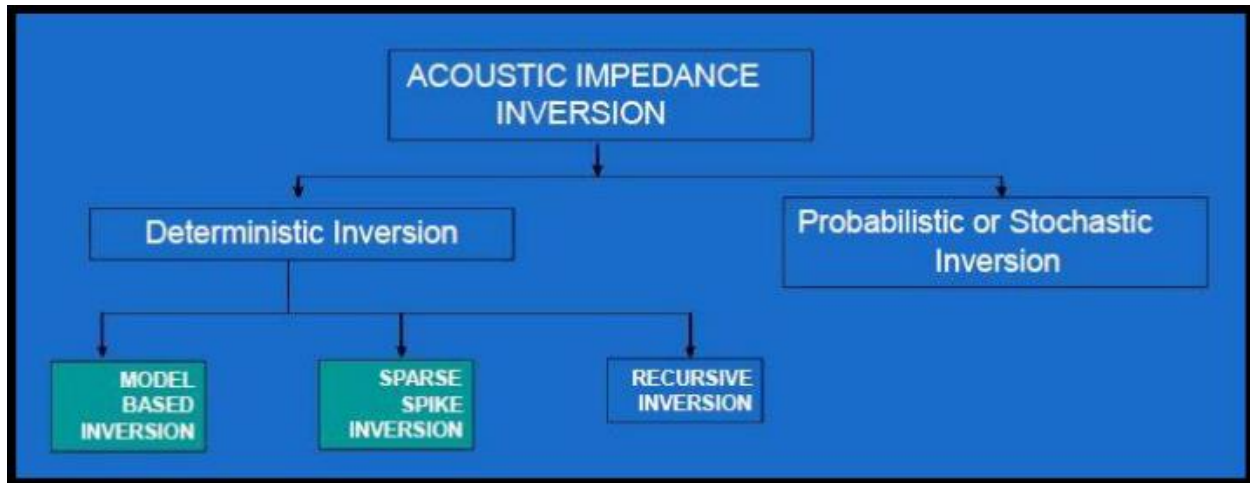 ACOUSTIC IMPEDANCE
INVERSION
Deterministic Inversion
Probabilistic or Stochastic
Inversion
MODEL
BASED
INVERSION
SPARSE
SPIKE
INVERSION
RECURSIVE
INVERSION